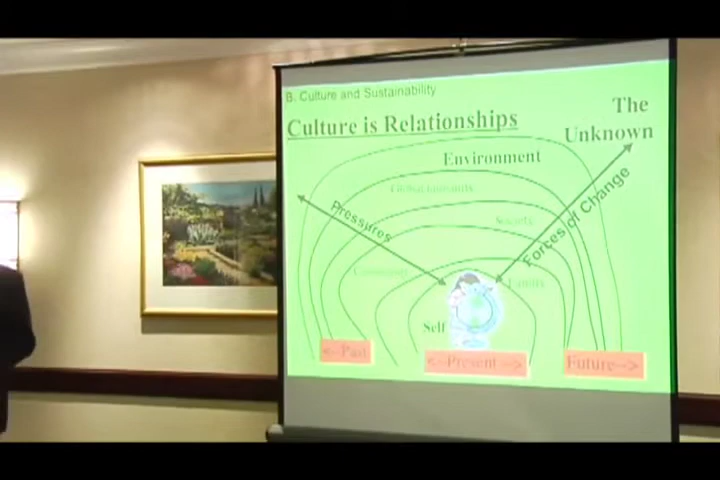 B. Culture and Sustainability
Culture is Relationships
The
Unknown
Environment
Global
Pressures
Society
Forces of Change
Community
Family
Self
<--Past
<--Present -->
Future-->